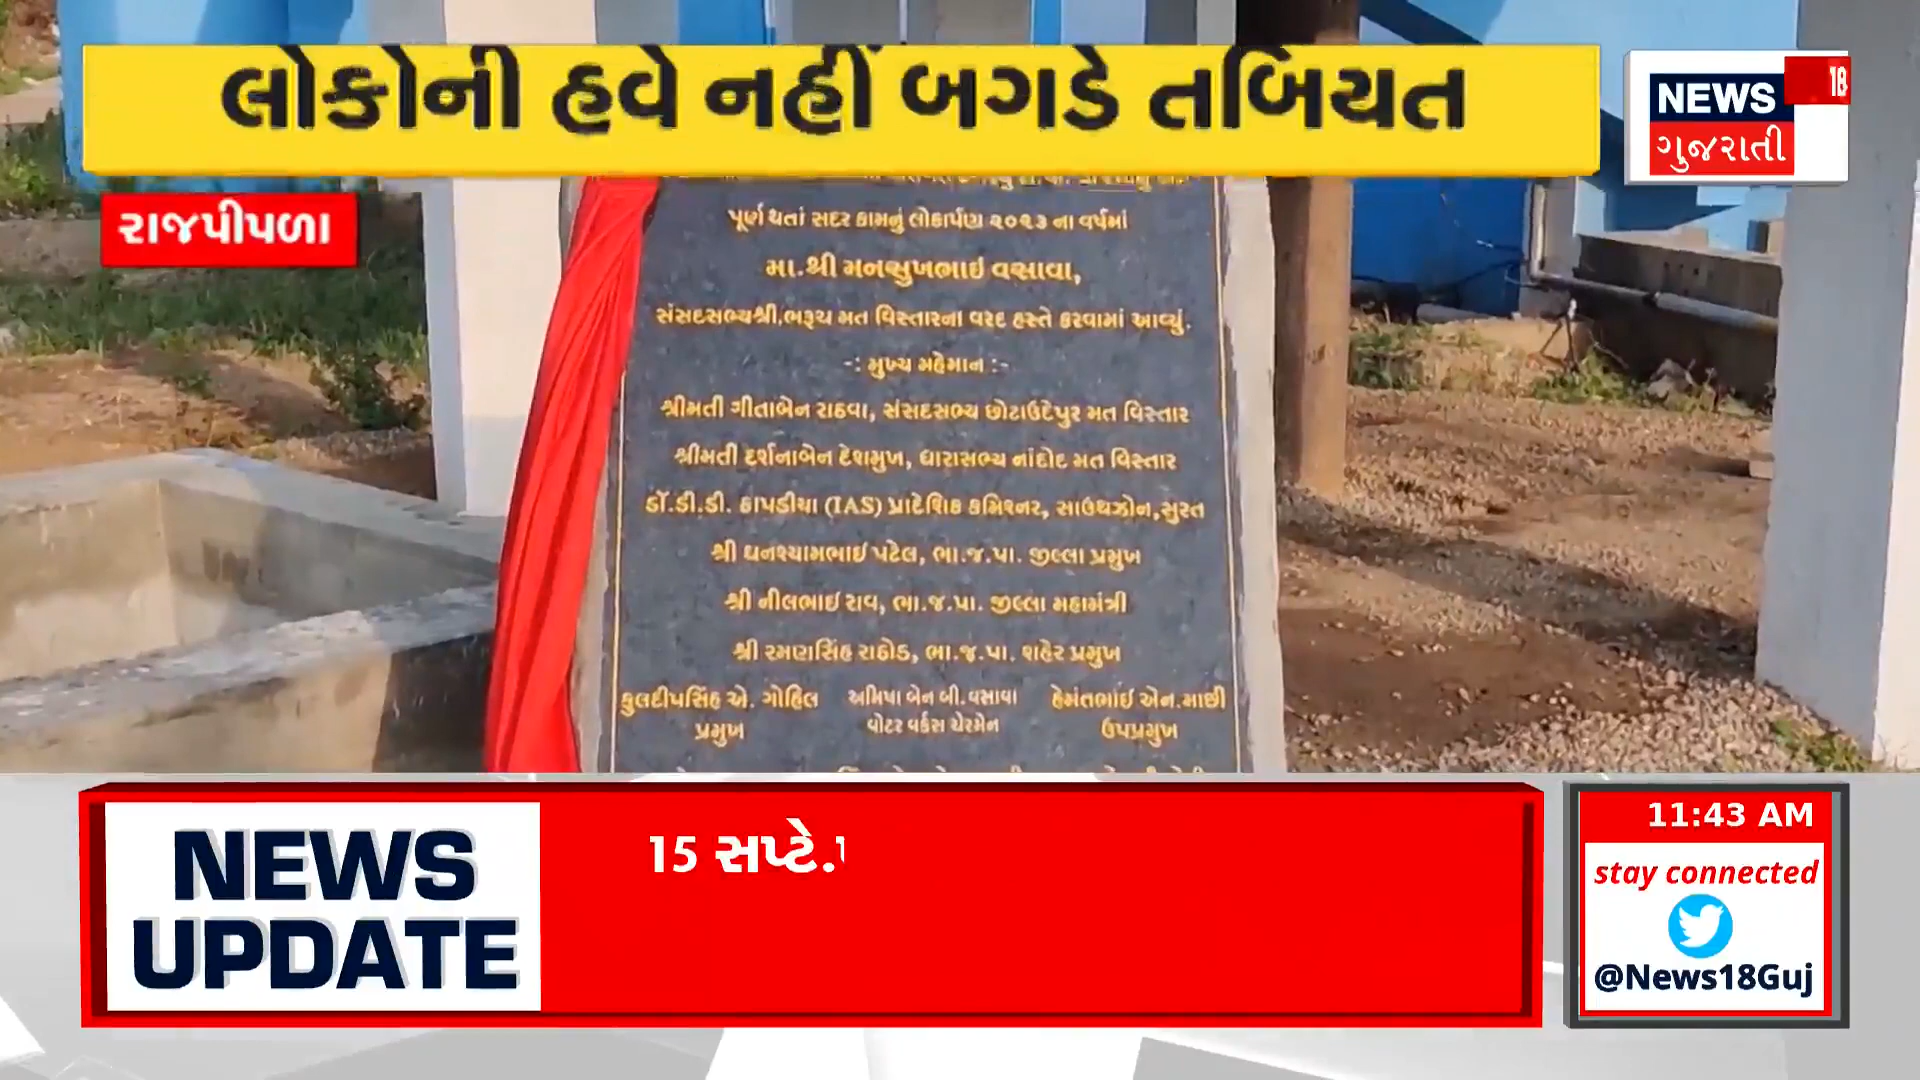 લોકોની હવે નહીં બગડે તબિયત
NEWS 18
ગુજરાતી
રાજપીપળા
પૂર્ણ થતાં સદર કામનું લોકાર્પણ ૨૦૨૩ ના વર્ષમાં
મા.શ્રી મનસુખભાઇ વસાવા,
સંસદસભ્યશ્રી,ભરૂચ મત વિસ્તારના વરદ હસ્તે કરવામાં આવ્યું.
-: મુખ્ય મહેમાન :-
શ્રીમતી ગીતાબેન રાઠવા, સંસદસભ્ય છોટાઉદેપુર મત વિસ્તાર
શ્રીમતી દર્શનાબેન દેશમુખ, ધારાસભ્ય નાંદોદ મત વિસ્તાર
ડૉ.ડી.ડી. કાપડીયા (IAS) પ્રાદેશિક કમિશ્નર, સાઉથઝોન,સુરત
શ્રી ઘનશ્યામભાઇ પટેલ, ભા.જ.પા. જીલ્લા પ્રમુખ
શ્રી નીલભાઇ રાવ, ભા.જ.પા. જીલ્લા મહામંત્રી
શ્રી રમણસિંહ રાઠોડ, ભા.જ.પા. શહેર પ્રમુખ
કુલદીપસિંહ એ. ગોહિલ અમિષા બેન બી.વસાવા હેમંતભાઇ એન.માછી
પ્રમુખ વોટર વર્કસ ચેરમેન ઉપપ્રમુખ
NEWS
UPDATE
15 સપ્ટે.
11:43 AM
stay connected
@News18Guj